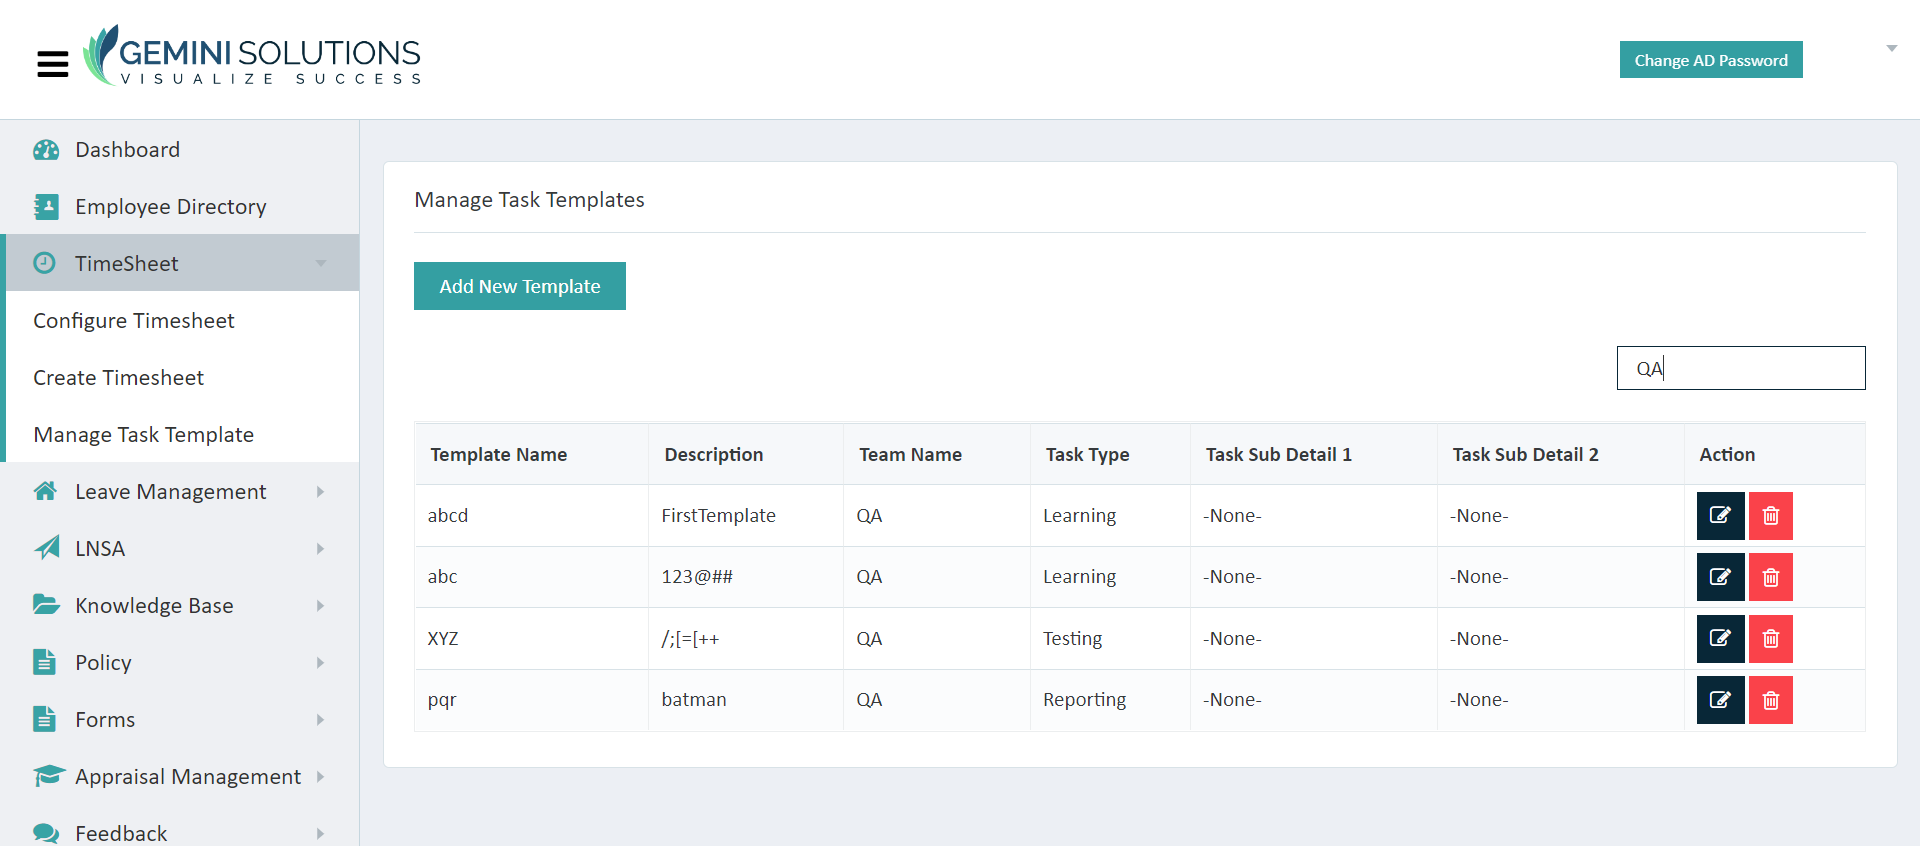 GEMINI SOLUTIONS
VISUALIZE SUCCESS
Change AD Password
Dashboard
Employee Directory
TimeSheet
Configure Timesheet
Create Timesheet
Manage Task Template
Leave Management
LNSA
Knowledge Base
Policy
Forms
Appraisal Management
Feedback
Manage Task Templates
Add New Template
QA
Template Name Description Team Name Task Type Task Sub Detail 1 Task Sub Detail 2 Action
abcd FirstTemplate QA Learning -None- -None-
abc 123@## QA Learning -None- -None-
XYZ /;[=[++ QA Testing -None- -None-
pqr batman QA Reporting -None- -None-